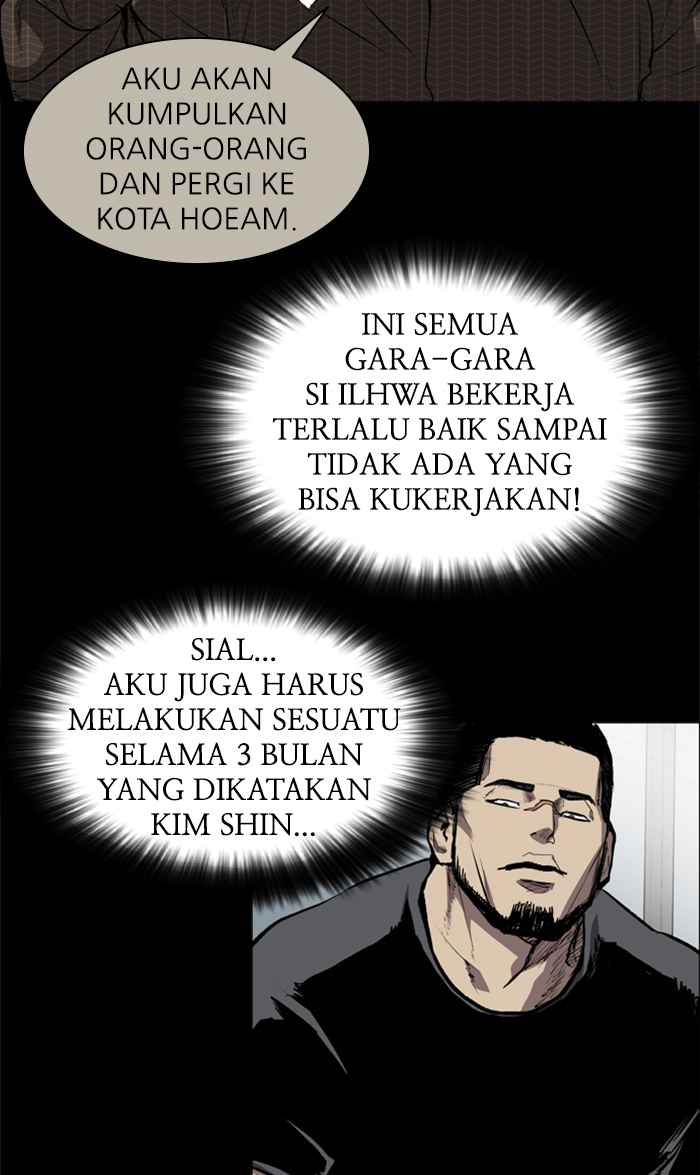 AKU AKAN
KUMPULKAN
ORANG-ORANG
DAN PERGI KE
KOTA HOEAM.
INI SEMUA
GARA-GARA
SI ILHWA BEKERJA
TERLALU BAIK SAMPAI
TIDAK ADA YANG
BISA KUKERJAKAN!
SIAL...
AKU JUGA HARUS
MELAKUKAN SESUATU
SELAMA 3 BULAN
YANG DIKATAKAN
KIM SHIN...